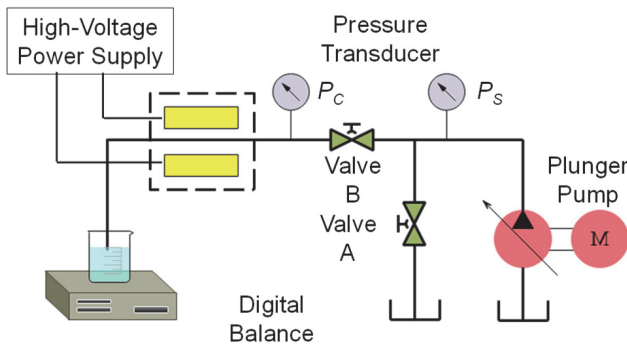 High-Voltage
Power Supply
Pressure
Transducer
P_C
P_S
Valve
B
Valve
A
Plunger
Pump
M
Digital
Balance